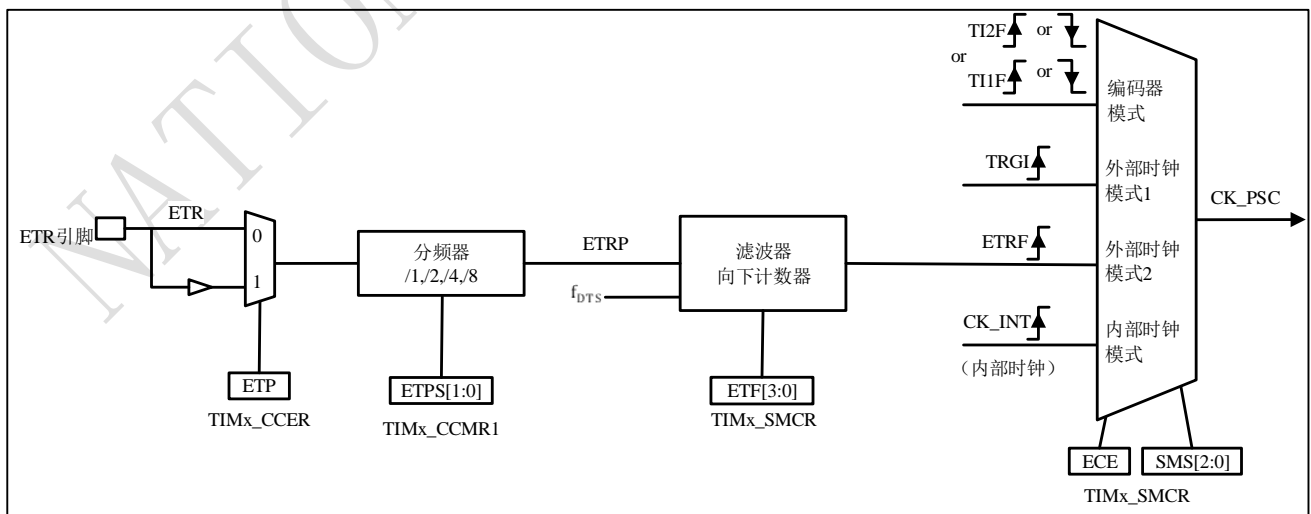 NATION
TI2F or
or
TI1F or
编码器
模式
TRGI
外部时钟
模式1
CK_PSC
ETR引脚
ETR
0
1
分频器
/1,/2,/4,/8
ETRP
f_DTS
滤波器
向下计数器
ETRF
外部时钟
模式2
CK_INT
(内部时钟)
内部时钟
模式
ETP
TIMx_CCER
ETPS[1:0]
TIMx_CCMR1
ETF[3:0]
TIMx_SMCR
ECE
SMS[2:0]
TIMx_SMCR